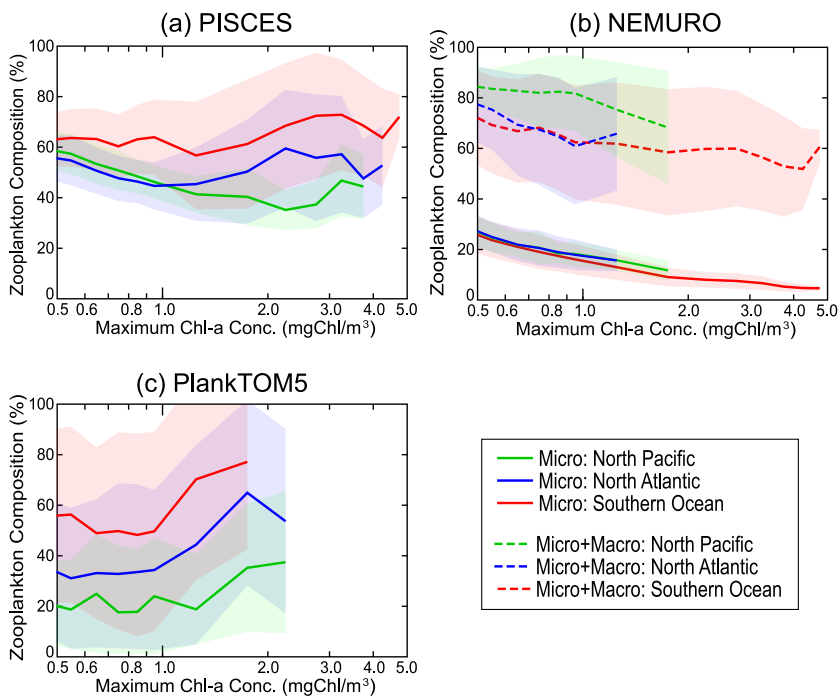 (a) PISCES
Zooplankton Composition (%)
100
80
60
40
20
0
0.5 0.6 0.8 1.0 2.0 3.0 4.0 5.0
Maximum Chl-a Conc. (mgChl/m³)
(b) NEMURO
Zooplankton Composition (%)
100
80
60
40
20
0
0.5 0.6 0.8 1.0 2.0 3.0 4.0 5.0
Maximum Chl-a Conc. (mgChl/m³)
(c) PlankTOM5
Zooplankton Composition (%)
100
80
60
40
20
0
0.5 0.6 0.8 1.0 2.0 3.0 4.0 5.0
Maximum Chl-a Conc. (mgChl/m³)
Micro: North Pacific
Micro: North Atlantic
Micro: Southern Ocean
Micro+Macro: North Pacific
Micro+Macro: North Atlantic
Micro+Macro: Southern Ocean